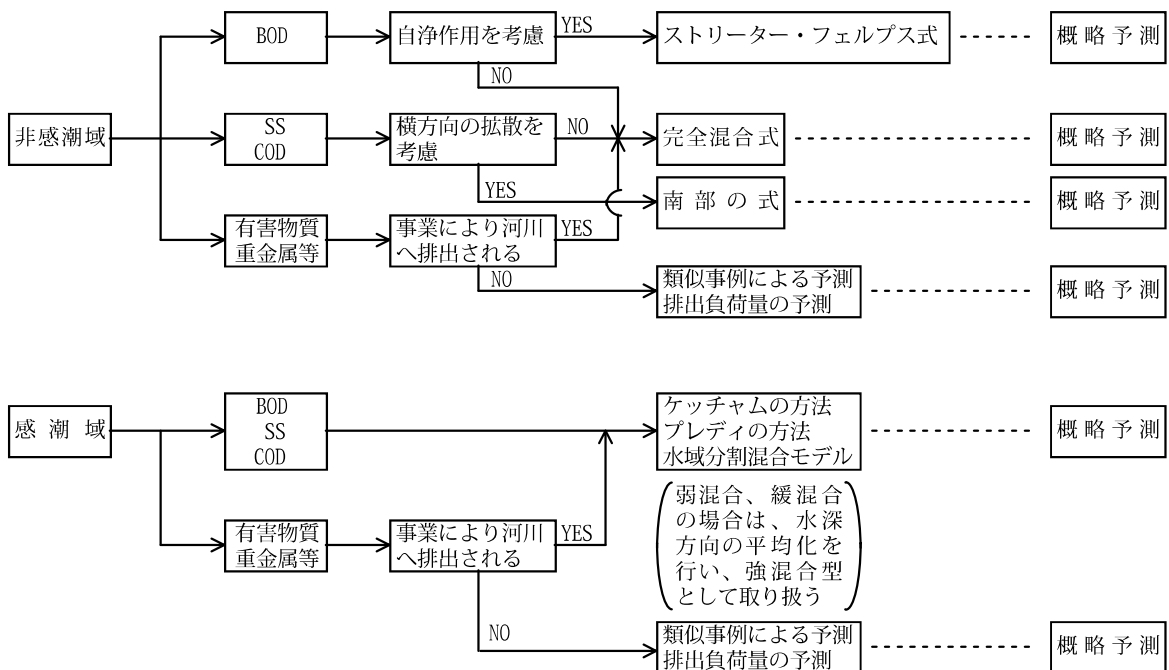 BOD
自浄作用を考慮
YES
ストリーター・フェルプス式
概略予測
NO
非感潮域
SS
COD
横方向の拡散を
考慮
NO
完全混合式
概略予測
YES
南部の式
概略予測
有害物質
重金属等
事業により河川
へ排出される
YES
NO
類似事例による予測
排出負荷量の予測
概略予測
感潮域
BOD
SS
COD
ケッチャムの方法
プレディの方法
水域分割混合モデル
概略予測
弱混合、緩混合
の場合は、水深
方向の平均化を
行い、強混合型
として取り扱う
有害物質
重金属等
事業により河川
へ排出される
YES
NO
類似事例による予測
排出負荷量の予測
概略予測